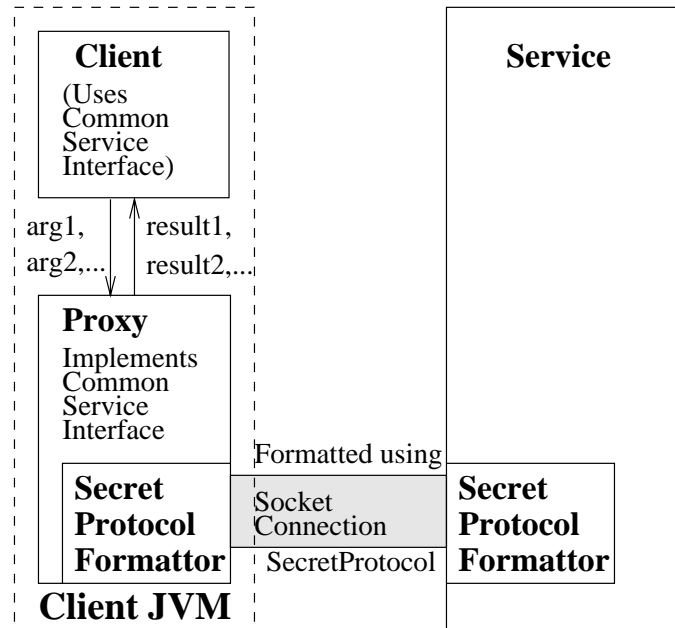 Client
(Uses
Common
Service
Interface)
arg1,
arg2,...
result1,
result2,...
Proxy
Implements
Common
Service
Interface
Secret
Protocol
Formattor
Client JVM
Formatted using
Socket
Connection
SecretProtocol
Service
Secret
Protocol
Formattor